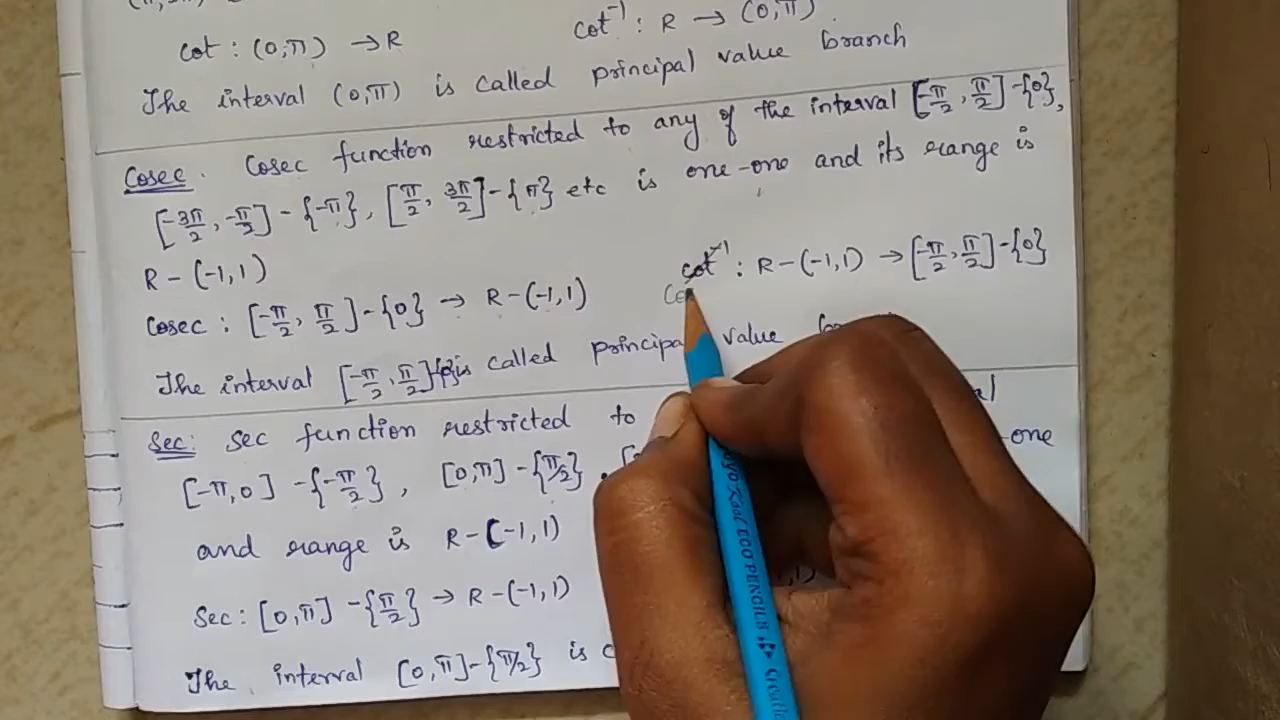 cot : (0,π) → R
cot⁻¹ : R → (0,π)
The interval (0,π) is called principal value branch
Cosec . Cosec function restricted to any of the interval [-π/2, π/2] - {0},
[-3π/2, -π/2] - {-π}, [π/2, 3π/2] - {π} etc is one-one and its range is
R - (-1,1)
cot⁻¹ : R - (-1,1) → [-π/2, π/2] - {0}
Cosec : [-π/2, π/2] - {0} → R - (-1,1)
The interval [-π/2, π/2] - {0} is called principal value
Sec: Sec function restricted to
[-π,0] - {-π/2}, [0,π] - {π/2}, one
and range is R - (-1,1)
Sec : [0,π] - {π/2} → R - (-1,1)
The interval [0,π] - {π/2} is